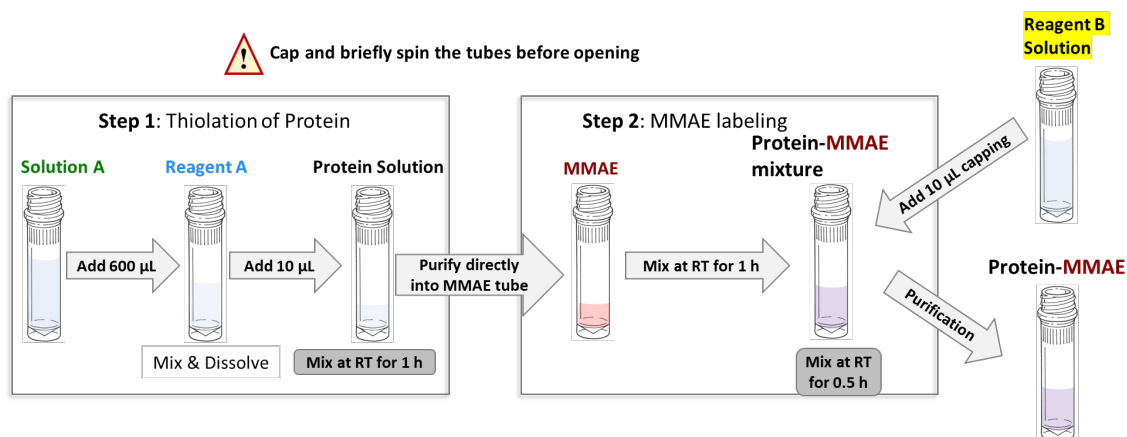 ! Cap and briefly spin the tubes before opening
Reagent B
Solution
Step 1: Thiolation of Protein
Solution A
Reagent A
Protein Solution
Add 600 µL
Add 10 µL
Mix & Dissolve
Mix at RT for 1 h
Purify directly
into MMAE tube
Step 2: MMAE labeling
MMAE
Protein-MMAE
mixture
Mix at RT for 1 h
Mix at RT
for 0.5 h
Add 10 µL capping
Purification
Protein-MMAE